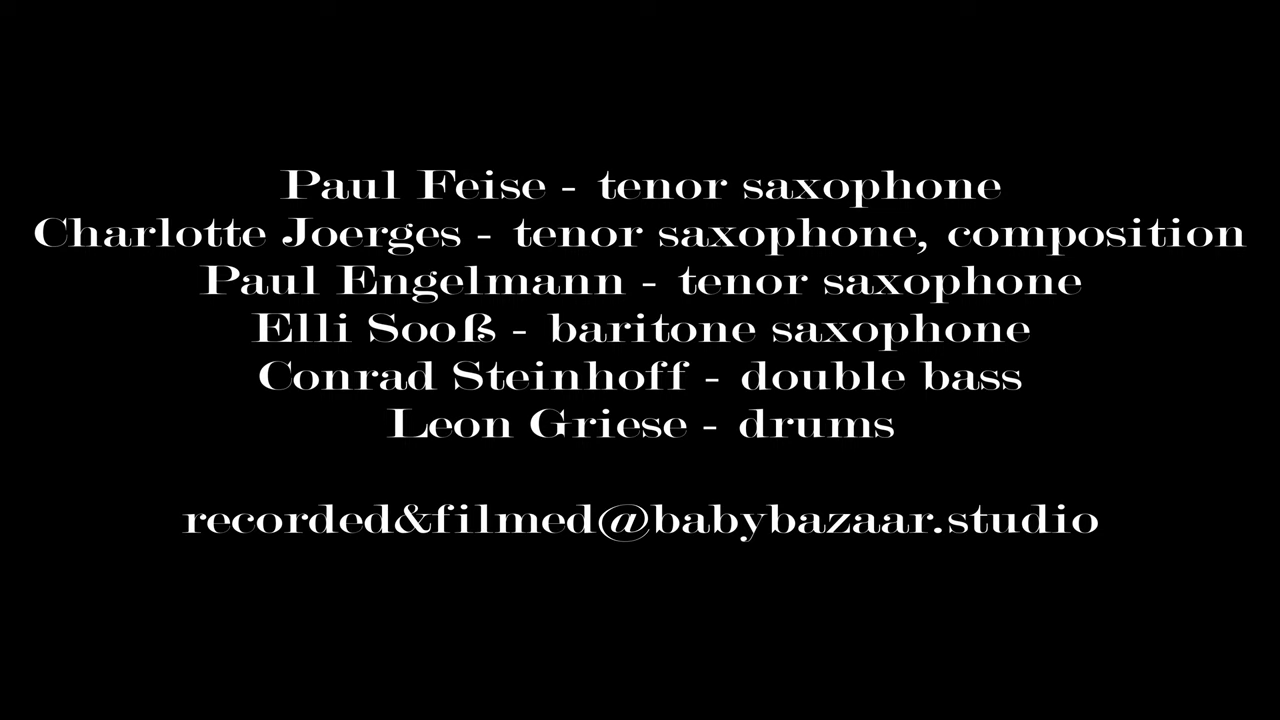 Paul Feise - tenor saxophone
Charlotte Joerges - tenor saxophone, composition
Paul Engelmann - tenor saxophone
Elli Sooß - baritone saxophone
Conrad Steinhoff - double bass
Leon Griese - drums
recorded&filmed@babybazaar.studio